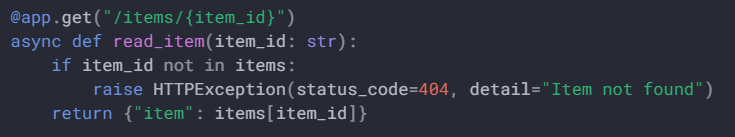 @app.get("/items/{item_id}")
async def read_item(item_id: str):
    if item_id not in items:
        raise HTTPException(status_code=404, detail="Item not found")
    return {"item": items[item_id]}